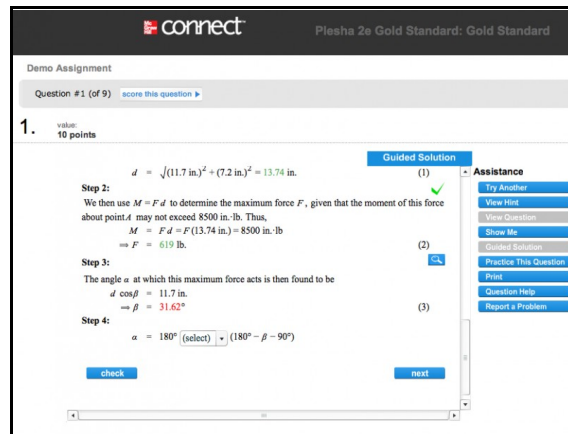 Mc Graw Hill connect
Plesha 2e Gold Standard: Gold Standard
Demo Assignment
Question #1 (of 9) score this question
1. value:
10 points
Guided Solution
d = √(11.7 in.)² + (7.2 in.)² = 13.74 in. (1)
Step 2:
We then use M = F d to determine the maximum force F, given that the moment of this force
about point A may not exceed 8500 in.·lb. Thus,
M = F d = F (13.74 in.) = 8500 in.·lb
⟹ F = 619 lb. (2)
Step 3:
The angle α at which this maximum force acts is then found to be
d cosβ = 11.7 in.
⟹ β = 31.62° (3)
Step 4:
α = 180° (select) (180° − β − 90°)
check next
Assistance
Try Another
View Hint
View Question
Show Me
Guided Solution
Practice This Question
Print
Question Help
Report a Problem